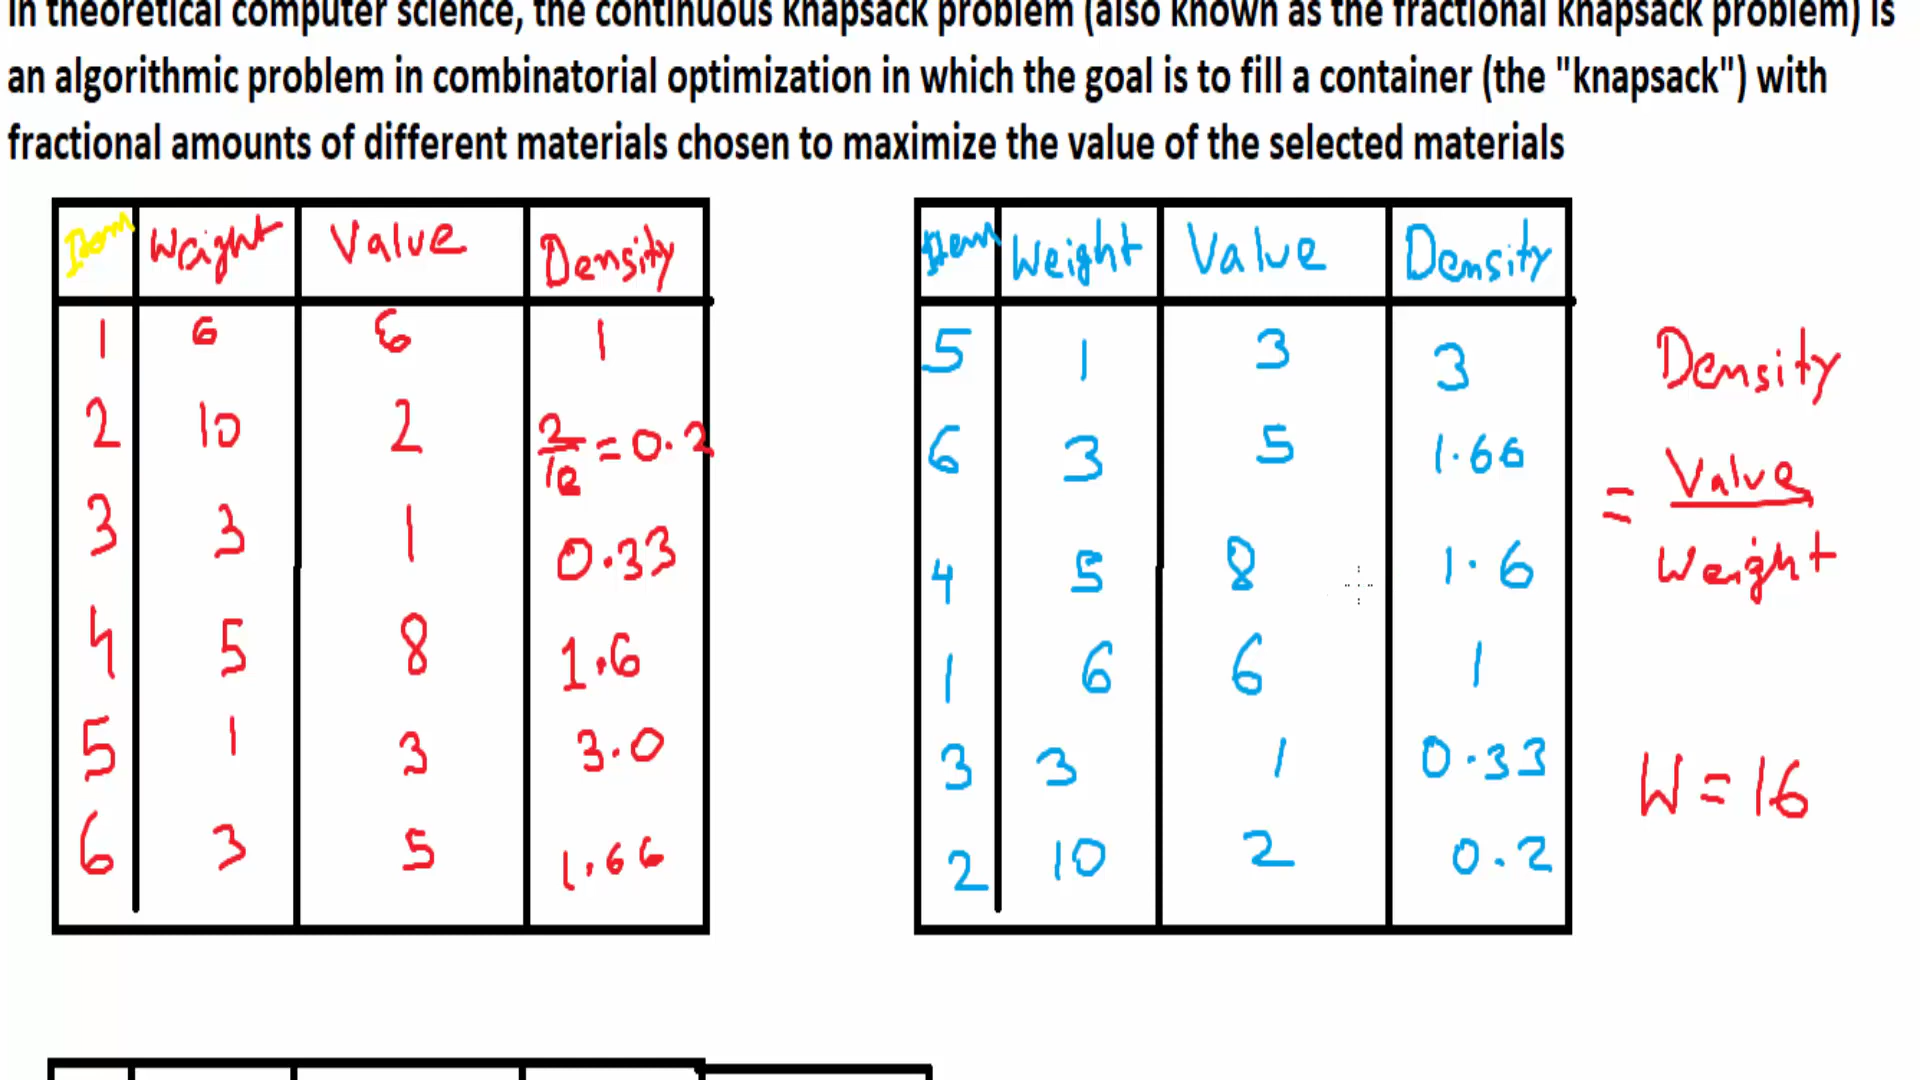 In theoretical computer science, the continuous knapsack problem (also known as the fractional knapsack problem) is
an algorithmic problem in combinatorial optimization in which the goal is to fill a container (the "knapsack") with
fractional amounts of different materials chosen to maximize the value of the selected materials
Item Weight Value Density
1 6 6 1
2 10 2 2/10 = 0.2
3 3 1 0.33
4 5 8 1.6
5 1 3 3.0
6 3 5 1.66
Item Weight Value Density
5 1 3 3
6 3 5 1.66
4 5 8 1.6
1 6 6 1
3 3 1 0.33
2 10 2 0.2
Density
= Value
Weight
W = 16